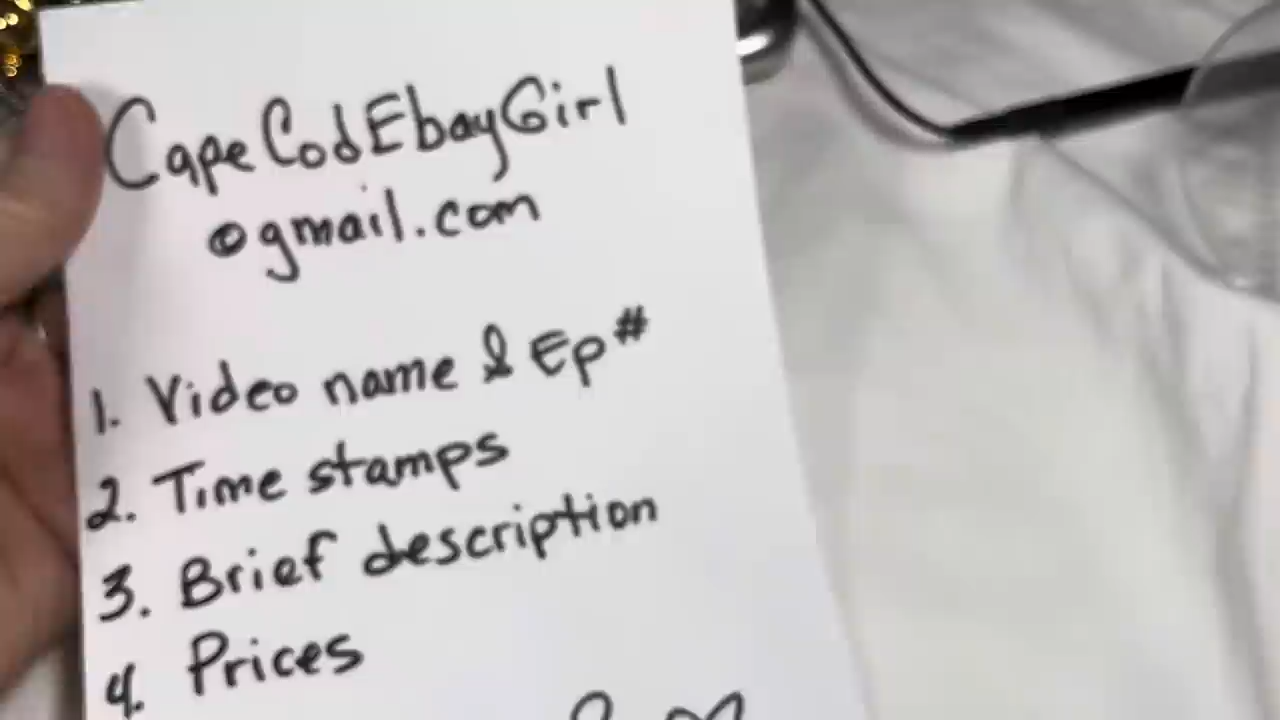 CapeCodEbayGirl
@gmail.com
1. Video name & Ep#
2. Time stamps
3. Brief description
4. Prices